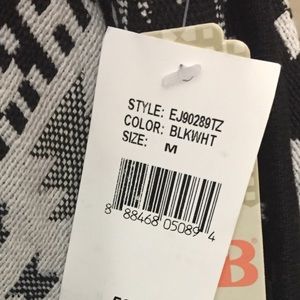 STYLE: EJ90289TZ
COLOR: BLKWHT
SIZE: M
8 88468 05089 4
B